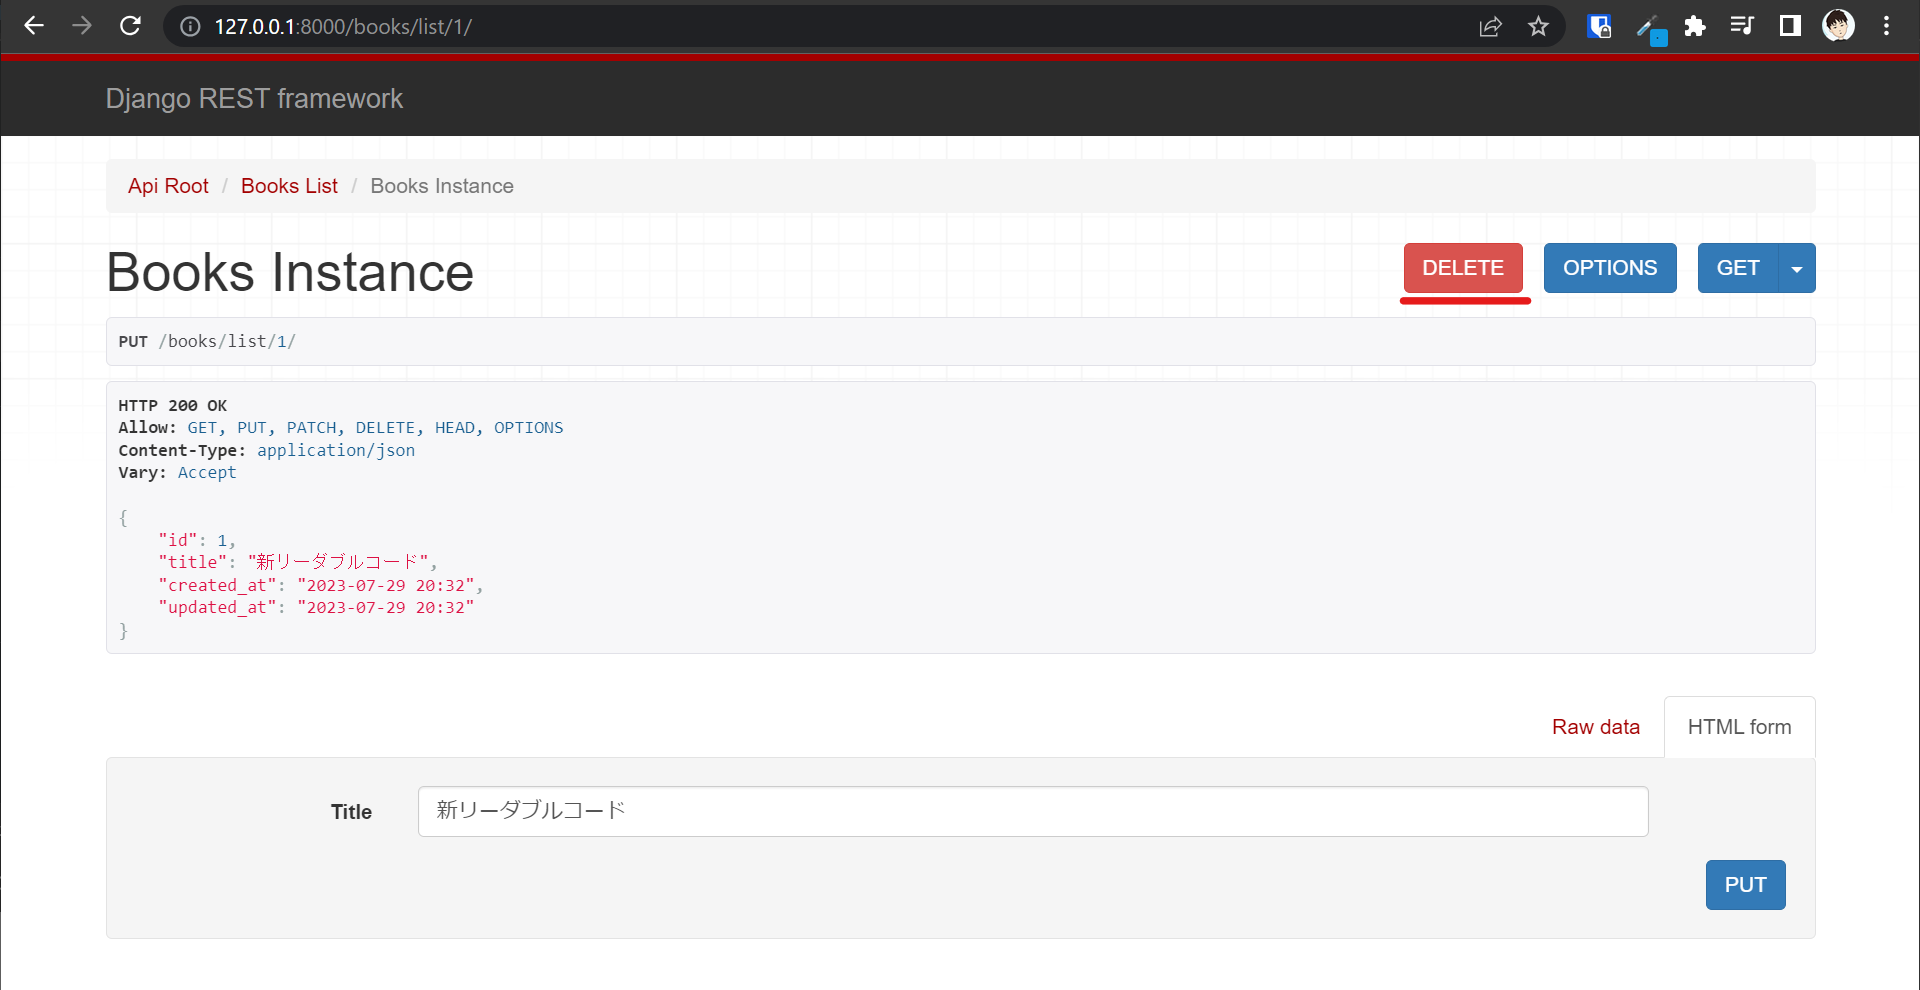 127.0.0.1:8000/books/list/1/
Django REST framework
Api Root / Books List / Books Instance
Books Instance
DELETE
OPTIONS
GET
PUT /books/list/1/
HTTP 200 OK
Allow: GET, PUT, PATCH, DELETE, HEAD, OPTIONS
Content-Type: application/json
Vary: Accept
{
"id": 1,
"title": "新リーダブルコード",
"created_at": "2023-07-29 20:32",
"updated_at": "2023-07-29 20:32"
}
Raw data
HTML form
Title
新リーダブルコード
PUT